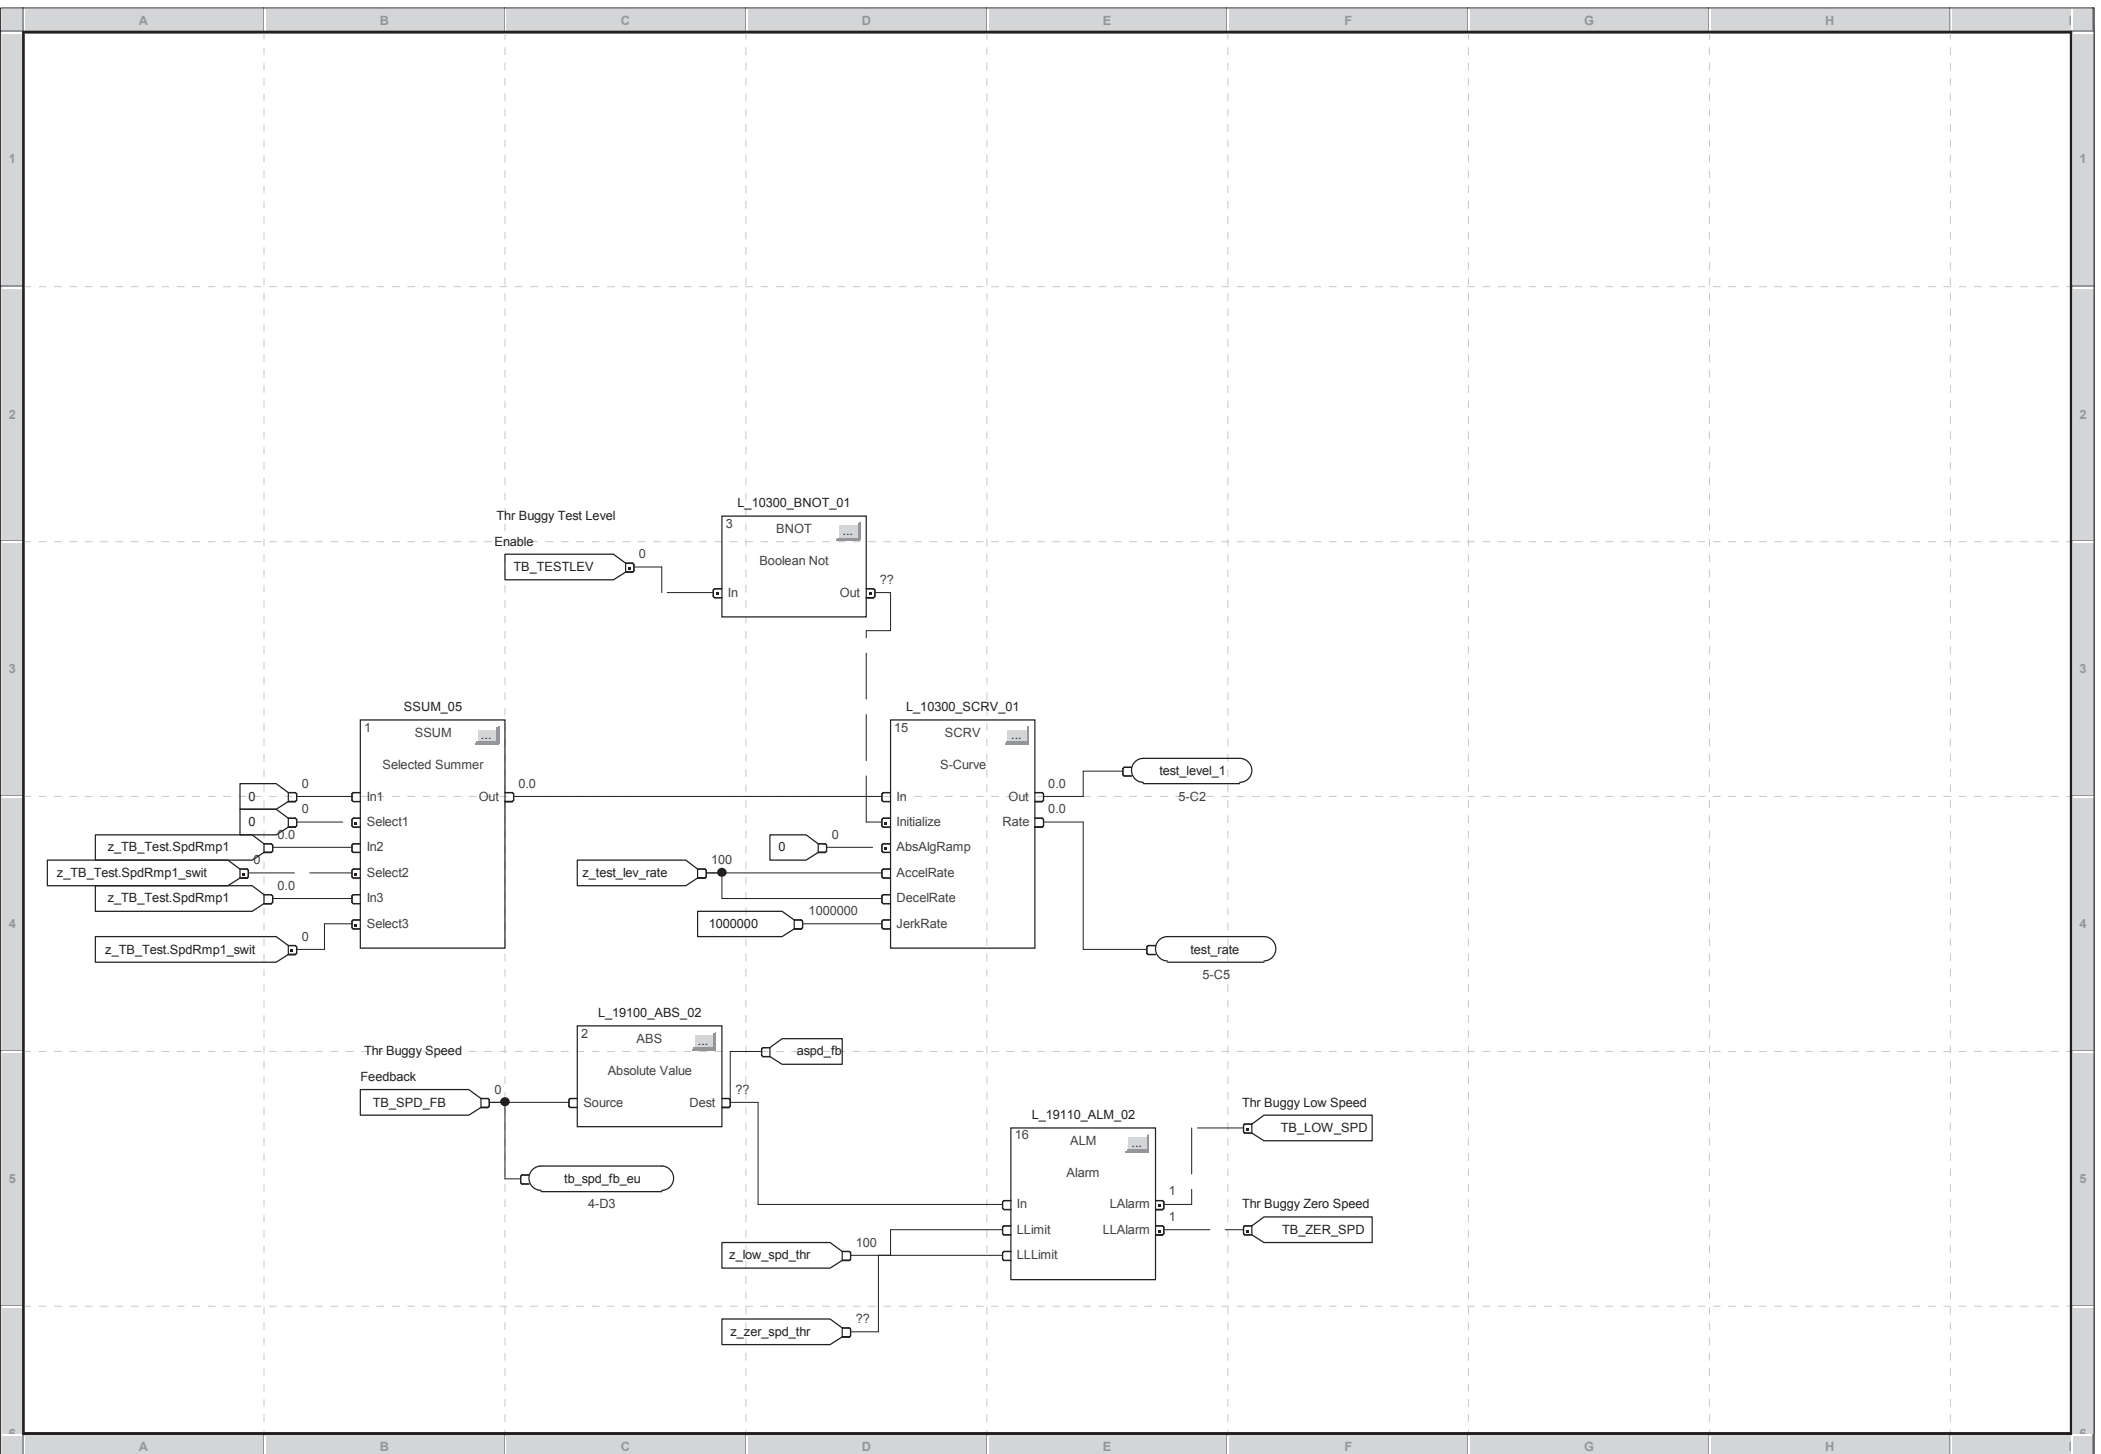 A B C D E F G H
1 1
2 2
L_10300_BNOT_01
Thr Buggy Test Level
3 BNOT ...
Enable
Boolean Not
0
TB_TESTLEV
??
In Out
3 3
SSUM_05 L_10300_SCRV_01
1 SSUM ... 15 SCRV ...
Selected Summer S-Curve
test_level_1
0 0.0 0.0
0 In1 Out In Out 5-C2
0 0.0
0 Select1 Initialize Rate
0.0 0
z_TB_Test.SpdRmp1 In2 0 AbsAlgRamp
0 100
z_TB_Test.SpdRmp1_swit Select2 z_test_lev_rate AccelRate
0.0
z_TB_Test.SpdRmp1 In3 DecelRate
1000000
4 Select3 1000000 JerkRate 4
0
z_TB_Test.SpdRmp1_swit test_rate
5-C5
L_19100_ABS_02
2 ABS ...
Thr Buggy Speed aspd_fb
Absolute Value
Feedback
0 ??
TB_SPD_FB Source Dest Thr Buggy Low Speed
L_19110_ALM_02
TB_LOW_SPD
16 ALM ...
Alarm
5 tb_spd_fb_eu 5
1
4-D3 In LAlarm Thr Buggy Zero Speed
1
LLimit LLAlarm TB_ZER_SPD
100
z_low_spd_thr LLLimit
??
z_zer_spd_thr
A B C D E F G H